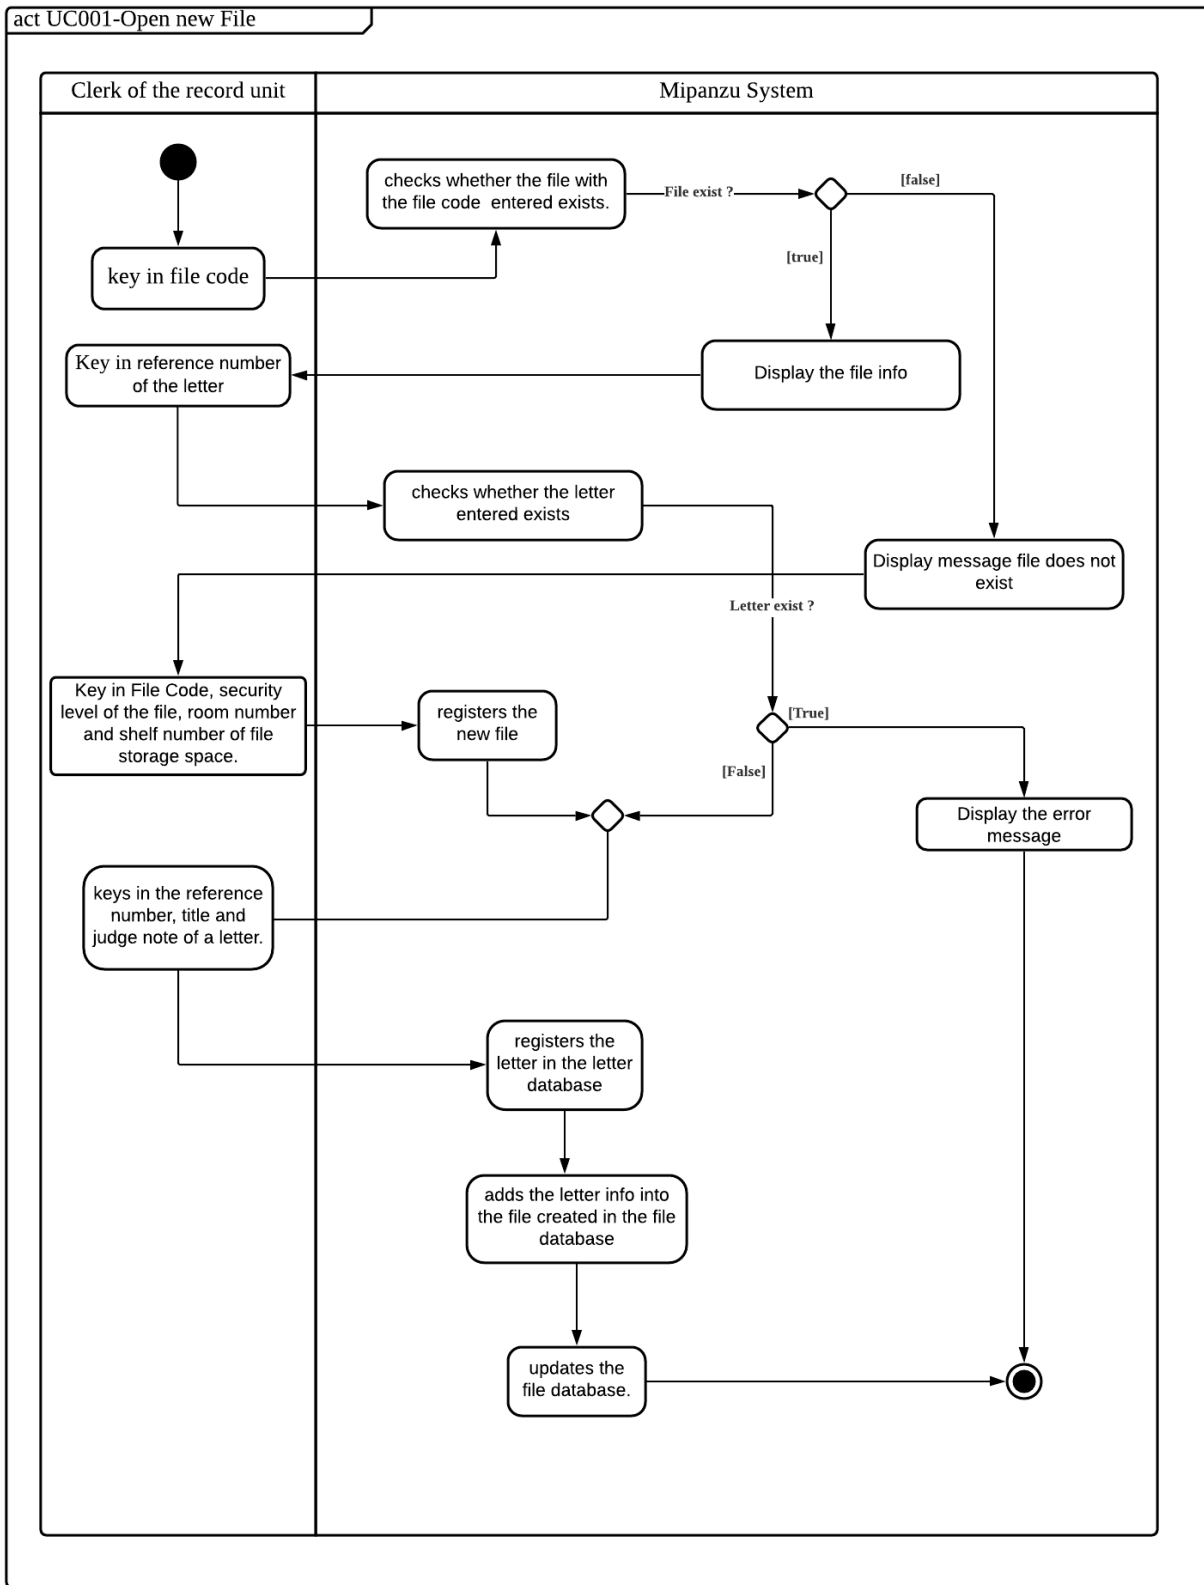 act UC001-Open new File
Clerk of the record unit
Mipanzu System
checks whether the file with
the file code entered exists.
File exist ?
[false]
[true]
key in file code
Key in reference number
of the letter
Display the file info
checks whether the letter
entered exists
Display message file does not
exist
Letter exist ?
Key in File Code, security
level of the file, room number
and shelf number of file
storage space.
registers the
new file
[True]
[False]
Display the error
message
keys in the reference
number, title and
judge note of a letter.
registers the
letter in the letter
database
adds the letter info into
the file created in the file
database
updates the
file database.